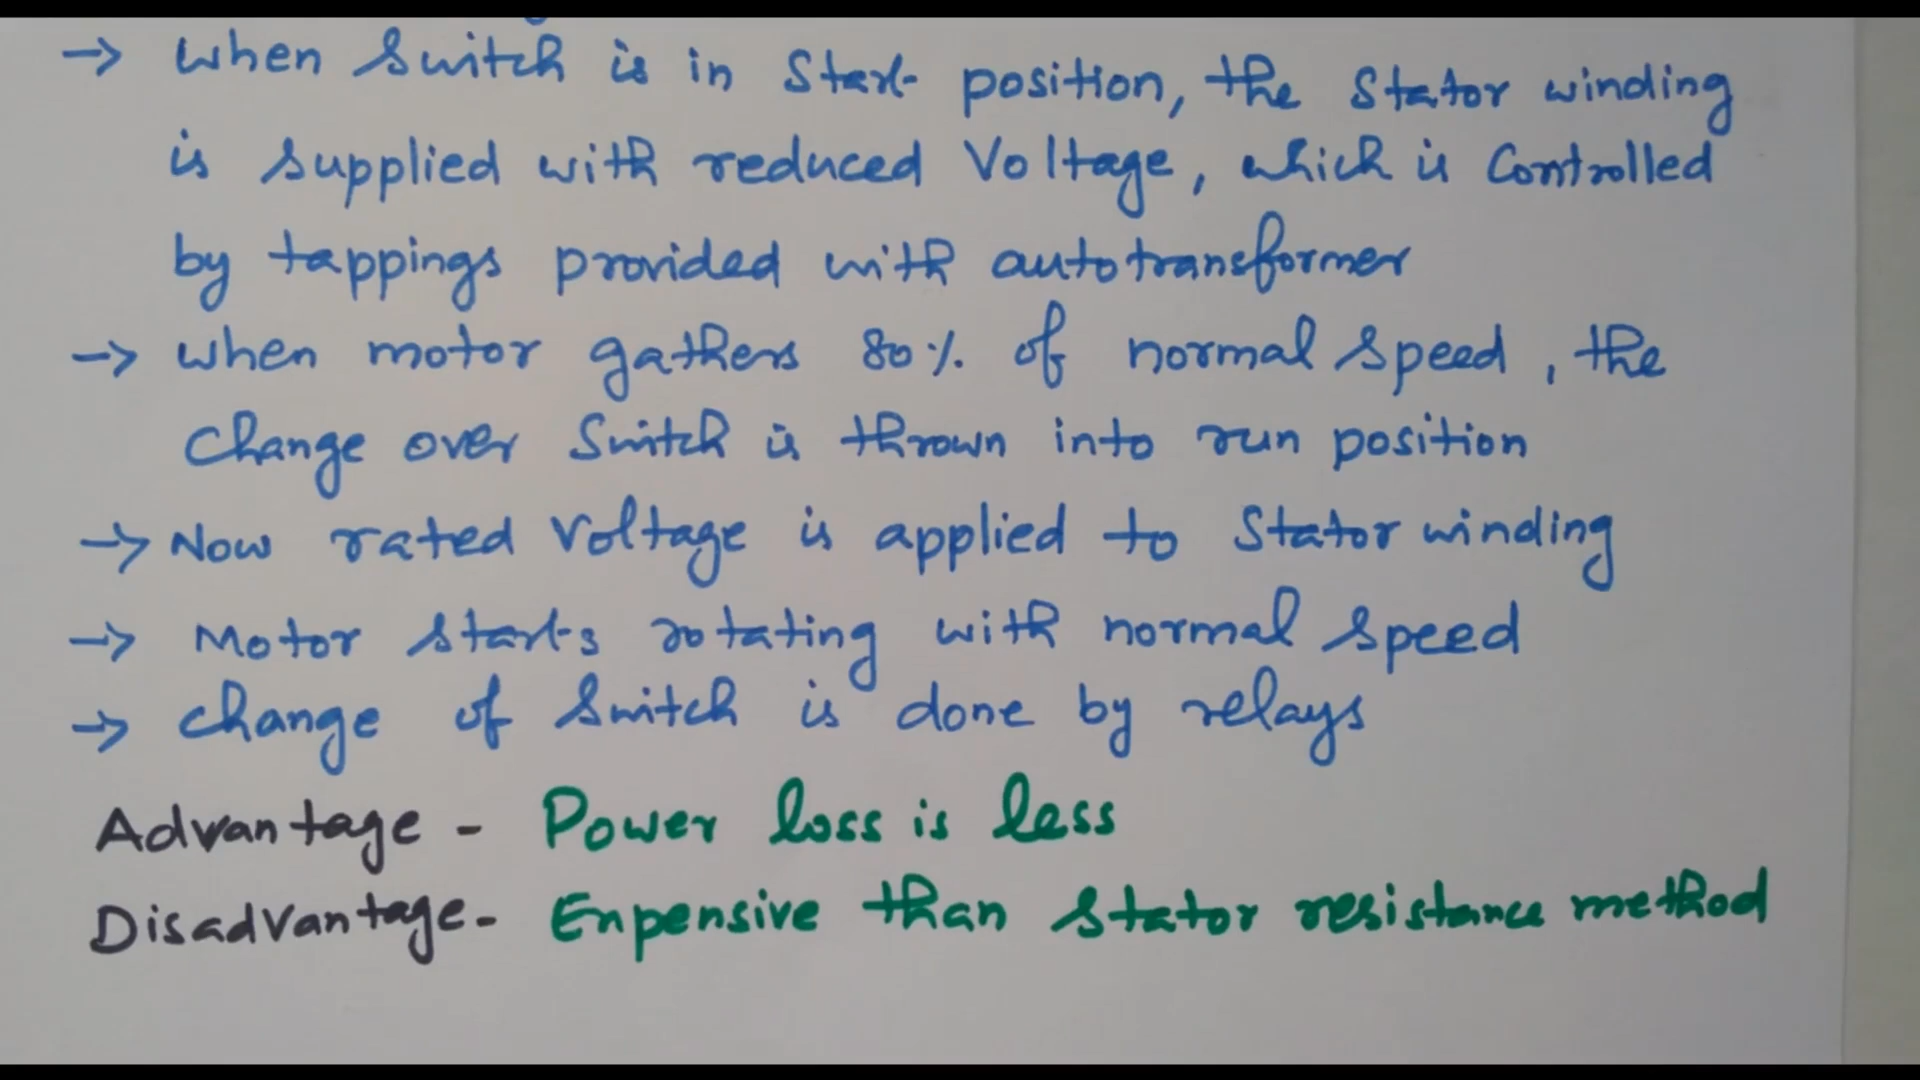 → When Switch is in Start position, the Stator winding
is supplied with reduced Voltage, which is Controlled
by tappings provided with autotransformer
→ When motor gathers 80% of normal speed, the
Change over Switch is thrown into run position
→ Now rated Voltage is applied to Stator winding
→ Motor starts rotating with normal speed
→ Change of Switch is done by relays
Advantage - Power loss is less
Disadvantage - Expensive than Stator resistance method